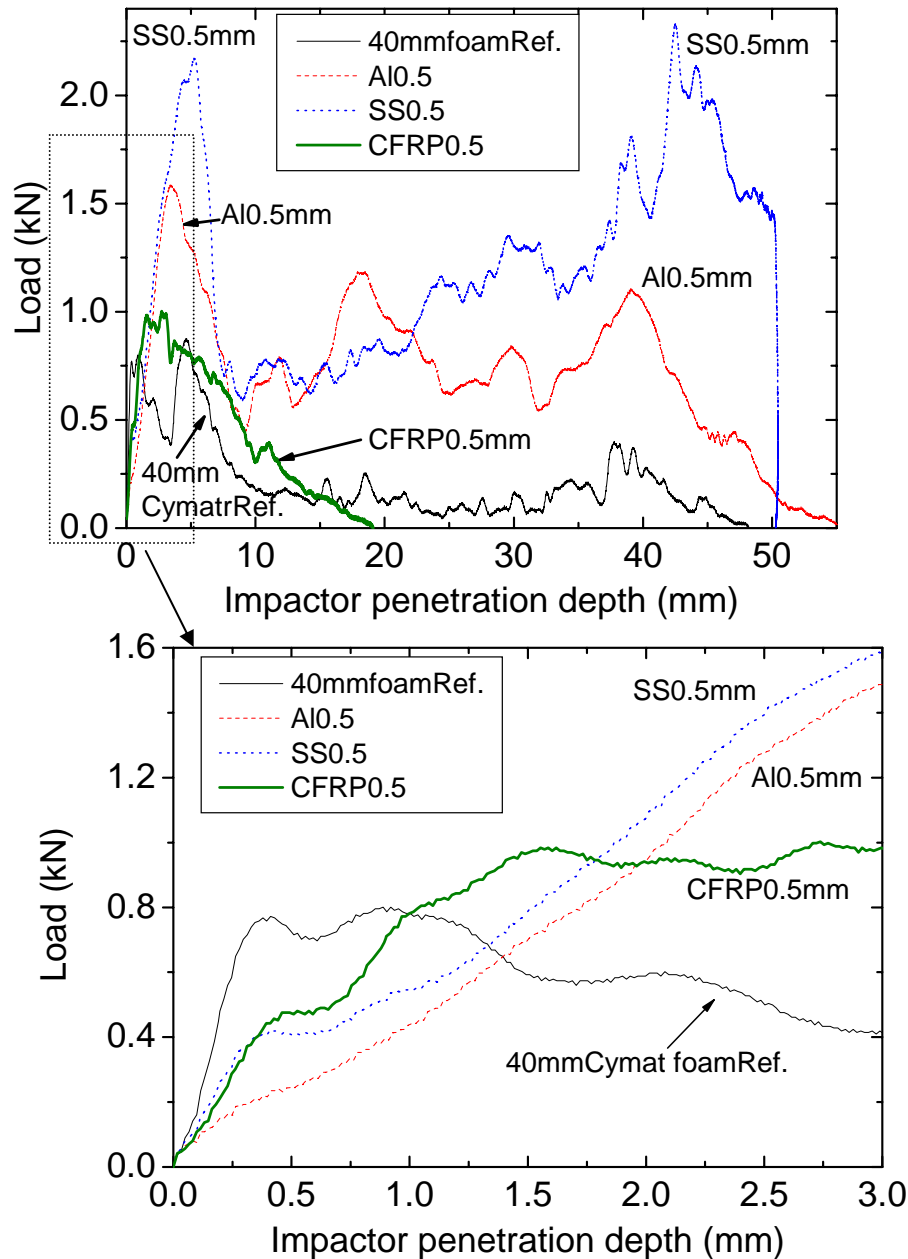 SS0.5mm
40mmfoamRef.
Al0.5
SS0.5
CFRP0.5
SS0.5mm
Al0.5mm
Al0.5mm
CFRP0.5mm
40mm
CymatrRef.
Load (kN)
2.0
1.5
1.0
0.5
0.0
0 10 20 30 40 50
Impactor penetration depth (mm)
40mmfoamRef.
Al0.5
SS0.5
CFRP0.5
SS0.5mm
Al0.5mm
CFRP0.5mm
40mmCymat foamRef.
Load (kN)
1.6
1.2
0.8
0.4
0.0
0.0 0.5 1.0 1.5 2.0 2.5 3.0
Impactor penetration depth (mm)